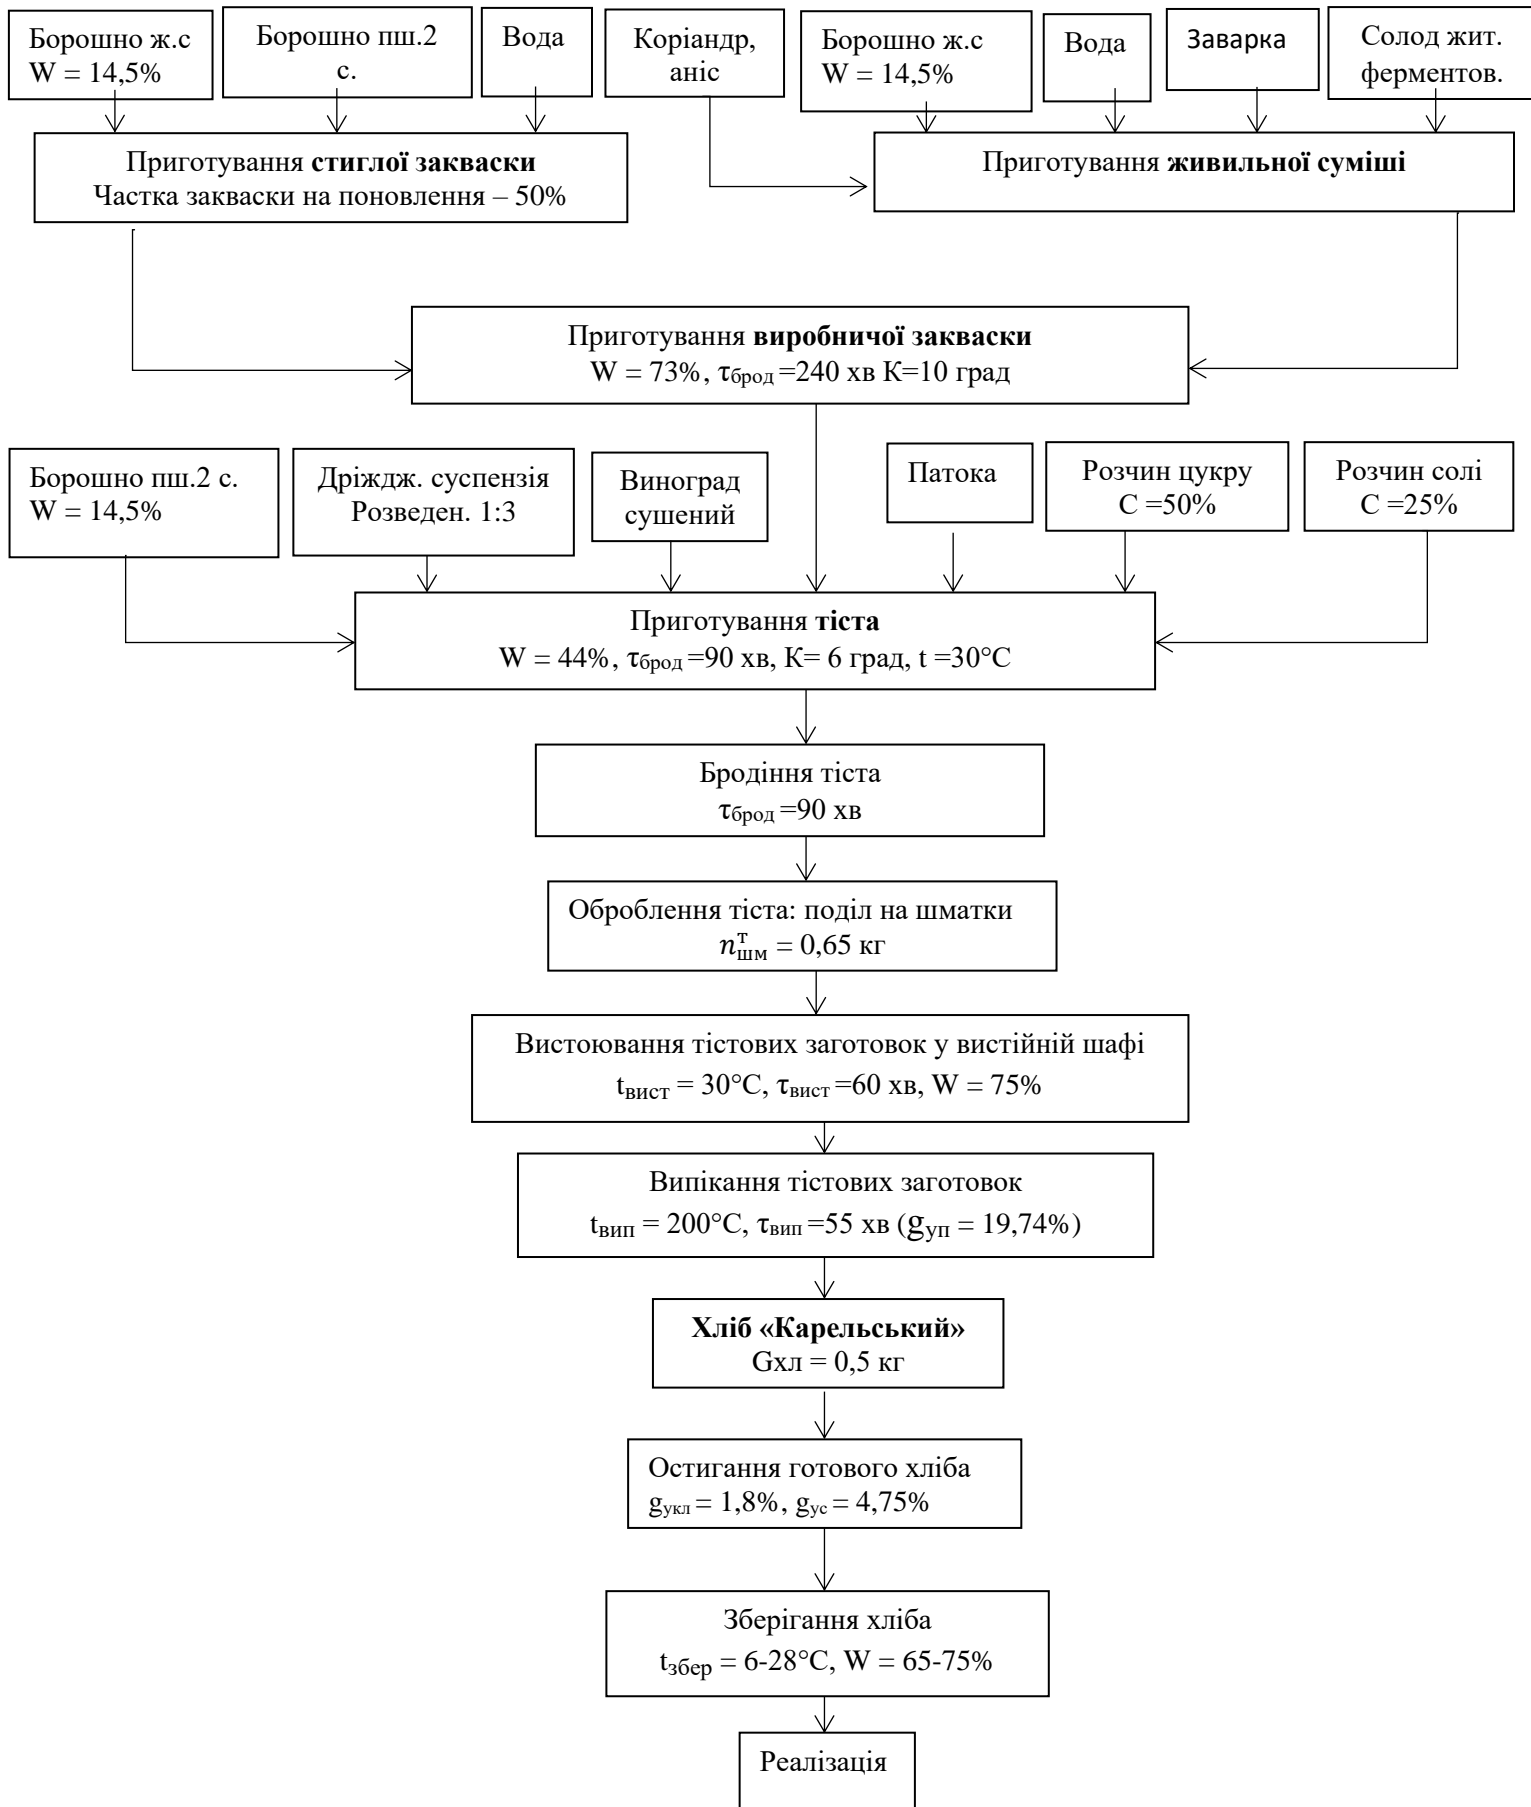 Борошно ж.с
W = 14,5%
Борошно пш.2
с.
Вода
Коріандр,
аніс
Борошно ж.с
W = 14,5%
Вода
Заварка
Солод жит.
ферментов.
Приготування стиглої закваски
Частка закваски на поновлення – 50%
Приготування живильної суміші
Приготування виробничої закваски
W = 73%, τброд =240 хв К=10 град
Борошно пш.2 с.
W = 14,5%
Дріждж. суспензія
Розведен. 1:3
Виноград
сушений
Патока
Розчин цукру
С =50%
Розчин солі
С =25%
Приготування тіста
W = 44%, τброд =90 хв, К= 6 град, t =30°С
Бродіння тіста
τброд =90 хв
Оброблення тіста: поділ на шматки
nᵀшм = 0,65 кг
Вистоювання тістових заготовок у вистійній шафі
tвист = 30°С, τвист =60 хв, W = 75%
Випікання тістових заготовок
tвип = 200°С, τвип =55 хв (gуп = 19,74%)
Хліб «Карельський»
Gхл = 0,5 кг
Остигання готового хліба
gукл = 1,8%, gус = 4,75%
Зберігання хліба
tзбер = 6-28°С, W = 65-75%
Реалізація